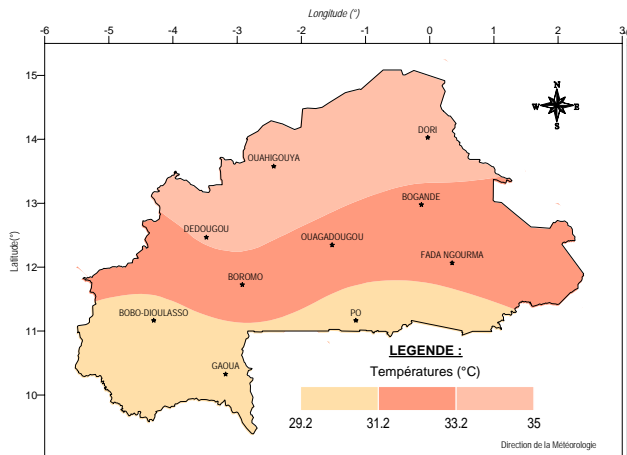 Longitude (°)
-6 -5 -4 -3 -2 -1 0 1 2 3
15
14
13
12
11
10
Latitude(°)
N
W E
S
DORI
OUAHIGOUYA
BOGANDE
DEDOUGOU
OUAGADOUGOU
FADA NGOURMA
BOROMO
BOBO-DIOULASSO
PO
GAOUA
LEGENDE :
Températures (°C)
29.2 31.2 33.2 35
Direction de la Météorologie